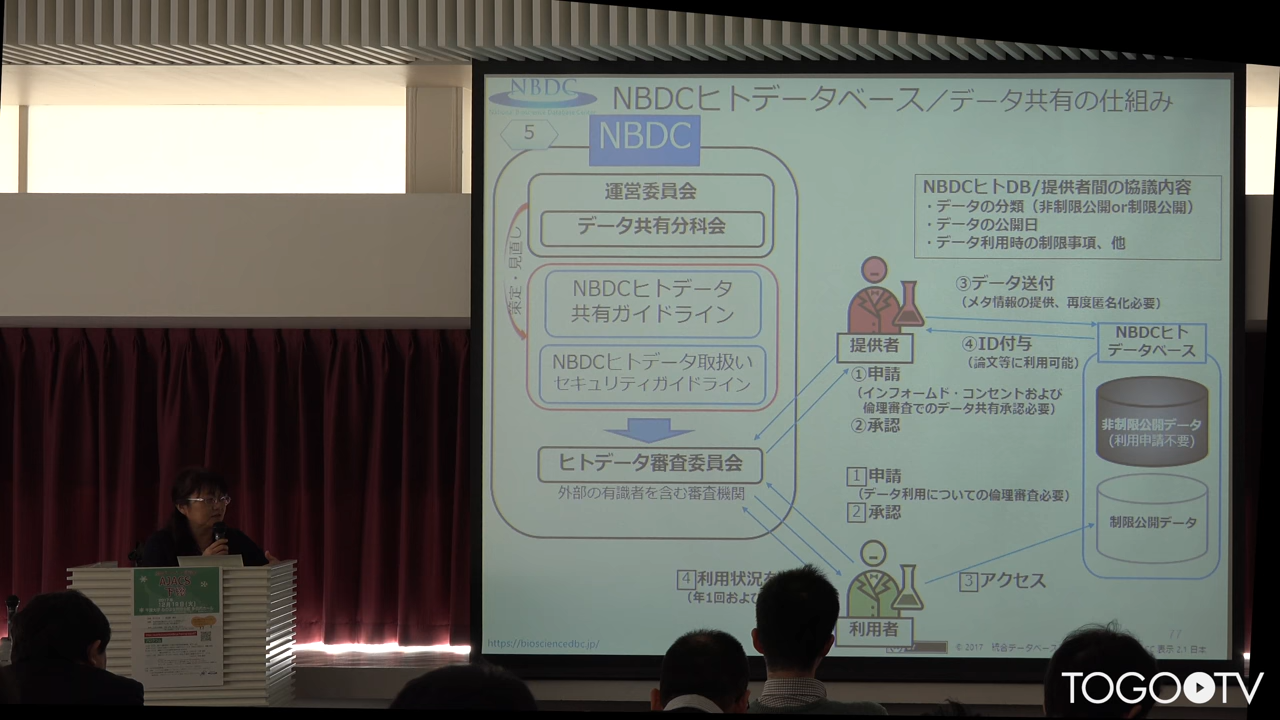 NBDC
NBDCヒトデータベース／データ共有の仕組み
5
NBDC
運営委員会
データ共有分科会
策定・見直し
NBDCヒトデータ
共有ガイドライン
NBDCヒトデータ取扱い
セキュリティガイドライン
ヒトデータ審査委員会
外部の有識者を含む審査機関
NBDCヒトDB/提供者間の協議内容
・データの分類（非制限公開or制限公開）
・データの公開日
・データ利用時の制限事項、他
③データ送付
（メタ情報の提供、再度匿名化必要）
④ID付与
（論文等に利用可能）
提供者
①申請
（インフォームド・コンセントおよび
倫理審査でのデータ共有承認必要）
②承認
NBDCヒト
データベース
非制限公開データ
(利用申請不要)
制限公開データ
1申請
（データ利用についての倫理審査必要）
2承認
3アクセス
4利用状況
（年1回および
利用者
https://biosciencedbc.jp/
77
© 2017 統合データベース
表示 2.1 日本
AJACS
TOGOTV